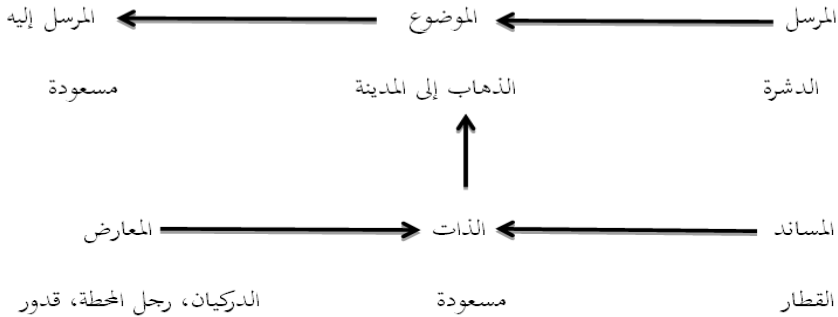 المرسل الموضوع المرسل إليه
الدشرة الذهاب إلى المدينة مسعودة
المساند الذات المعارض
القطار مسعودة الدركيان، رجل المحطة، قدور